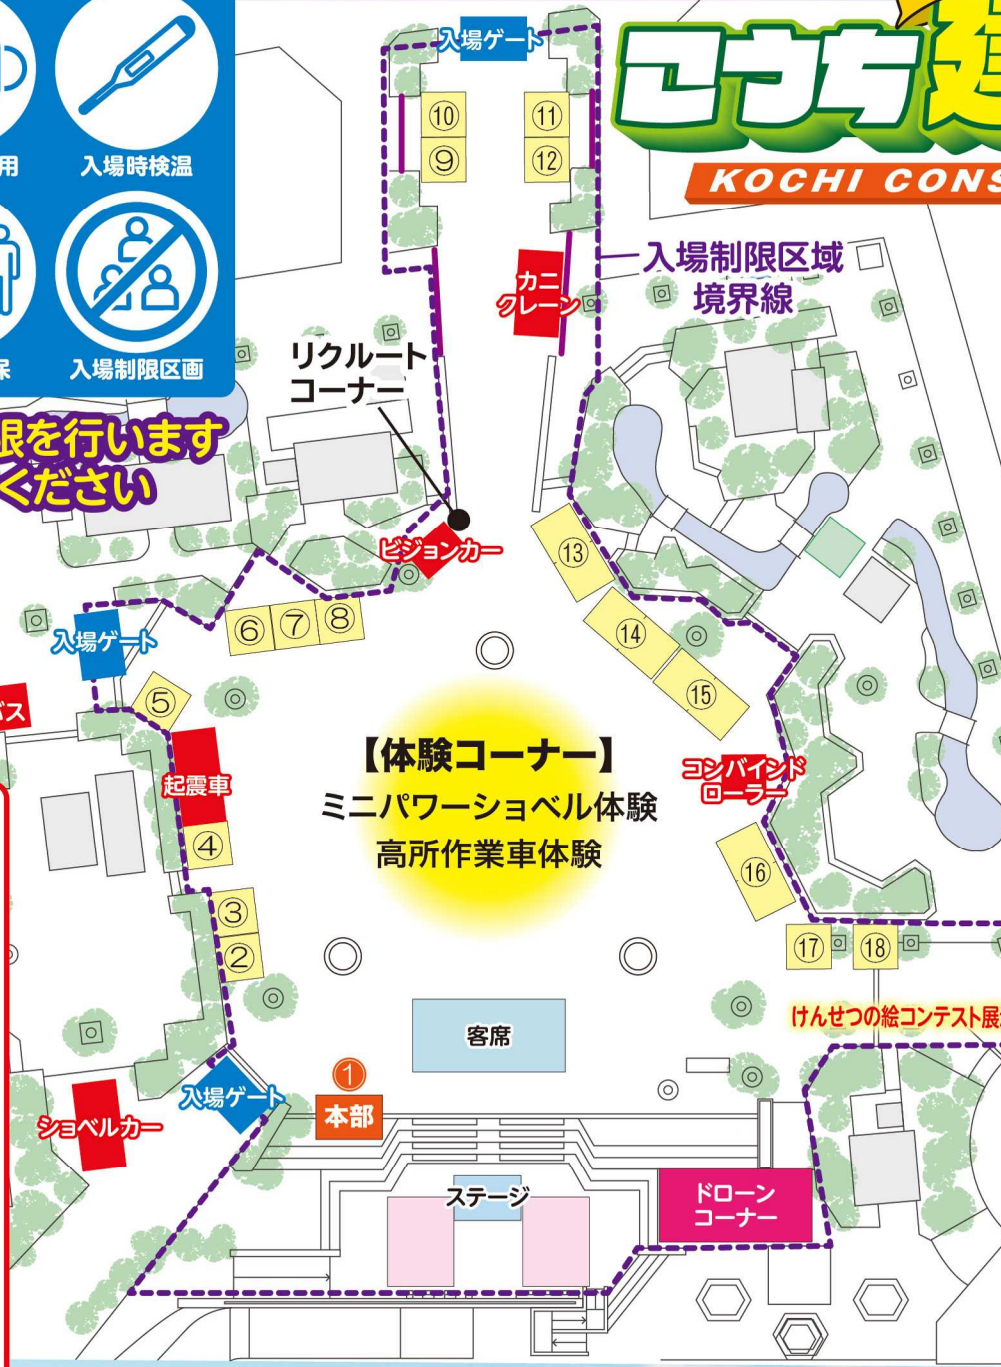 用
入場時検温
保
入場制限区画
限を行います
ください
こうち建
KOCHI CONS
入場ゲート
⑩
⑪
⑨
⑫
カニ
クレーン
入場制限区域
境界線
リクルート
コーナー
ビジョンカー
⑬
⑥
⑦
⑧
⑭
入場ゲート
⑤
⑮
バス
起震車
【体験コーナー】
ミニパワーショベル体験
高所作業車体験
コンバインド
ローラー
④
⑯
③
②
⑰
⑱
けんせつの絵コンテスト展
客席
入場ゲート
①
本部
ショベルカー
ステージ
ドローン
コーナー